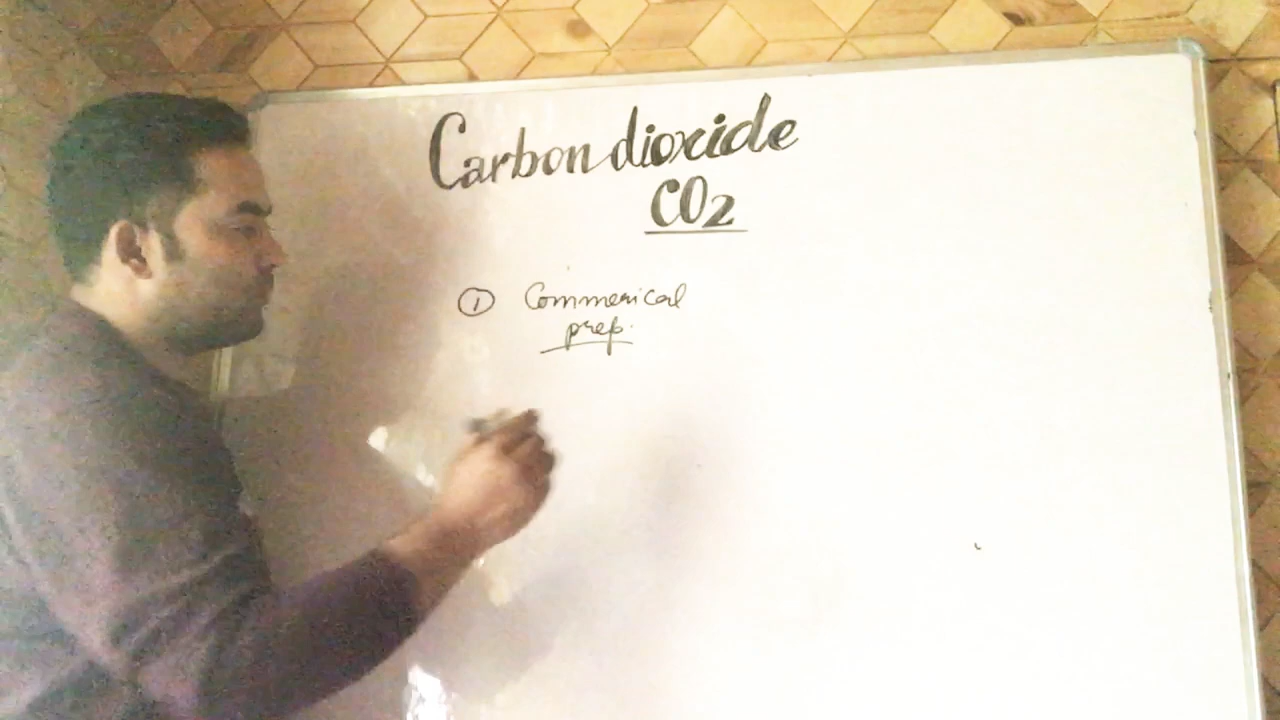 Carbon dioxide
CO2
① Commerical
prep.